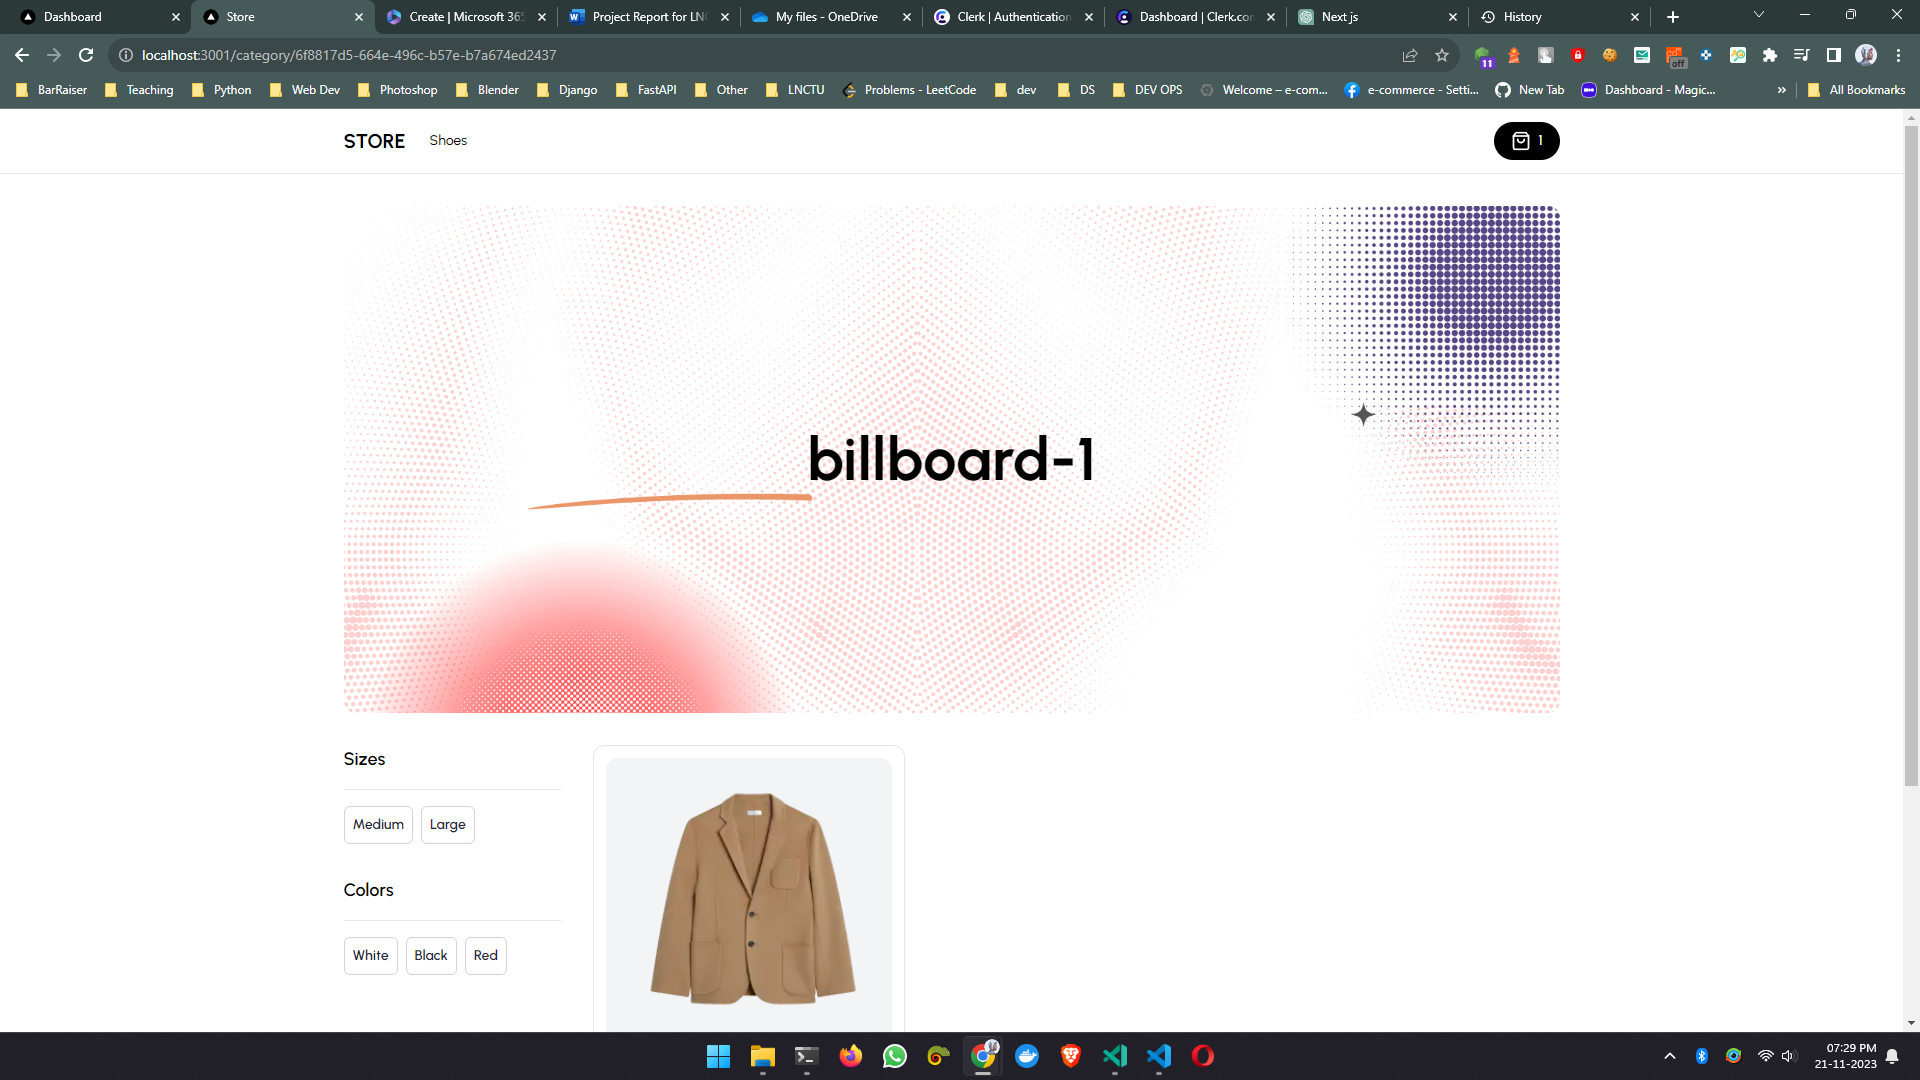 Dashboard
Store
Create | Microsoft 365
Project Report for LNC
My files - OneDrive
Clerk | Authentication
Dashboard | Clerk.com
Next js
History
localhost:3001/category/6f8817d5-664e-496c-b57e-b7a674ed2437
11
off
BarRaiser
Teaching
Python
Web Dev
Photoshop
Blender
Django
FastAPI
Other
LNCTU
Problems - LeetCode
dev
DS
DEV OPS
Welcome – e-com...
e-commerce - Setti...
New Tab
Dashboard - Magic...
»
All Bookmarks
STORE
Shoes
1
billboard-1
Sizes
Medium
Large
Colors
White
Black
Red
07:29 PM
21-11-2023